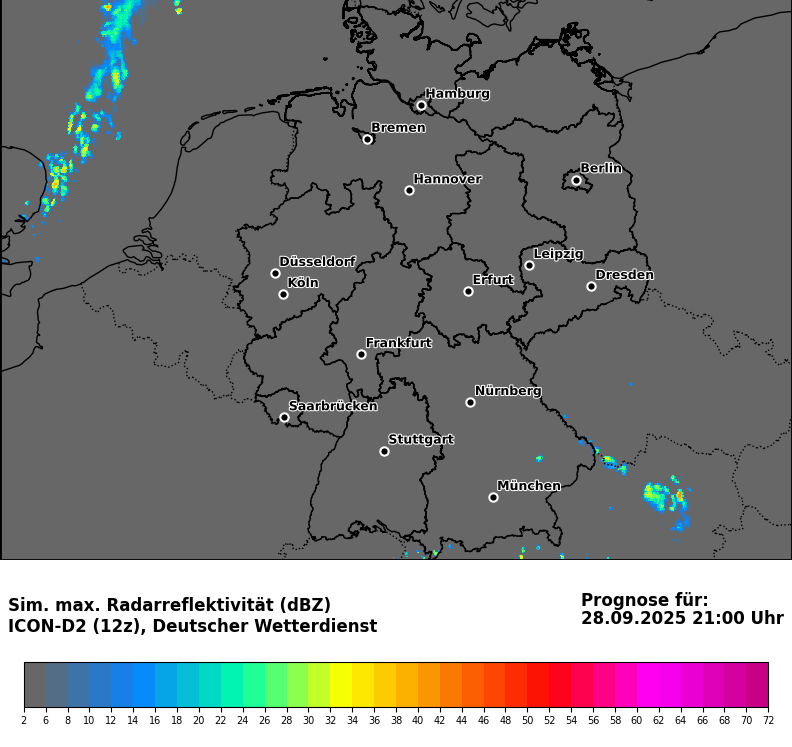 Hamburg
Bremen
Berlin
Hannover
Leipzig
Düsseldorf
Dresden
Köln
Erfurt
Frankfurt
Nürnberg
Saarbrücken
Stuttgart
München
Sim. max. Radarreflektivität (dBZ)
ICON-D2 (12z), Deutscher Wetterdienst
Prognose für:
28.09.2025 21:00 Uhr
2 6 8 10 12 14 16 18 20 22 24 26 28 30 32 34 36 38 40 42 44 46 48 50 52 54 56 58 60 62 64 66 68 70 72